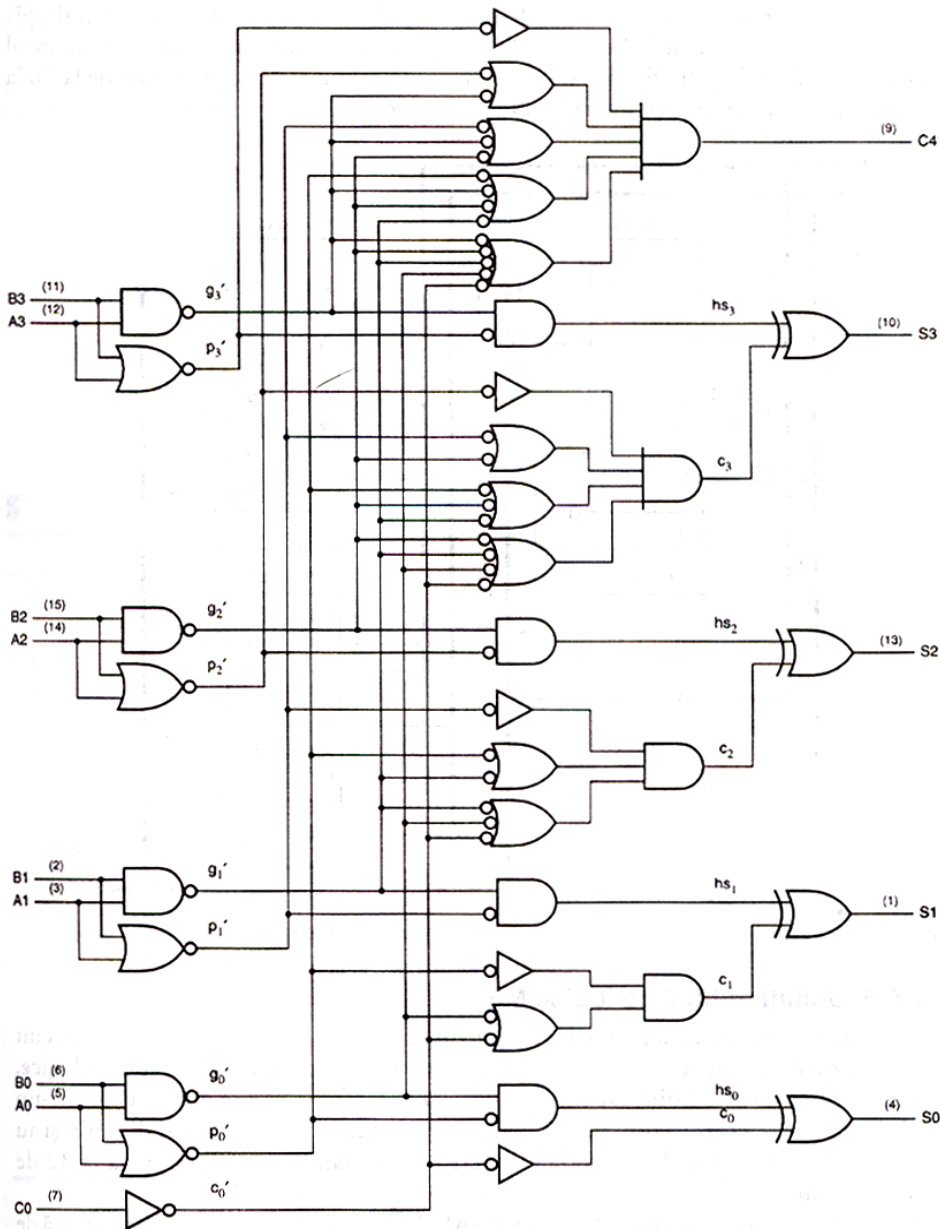 (9) C4
B3 (11) g3′ hs3 (10) S3
A3 (12)
p3′
c3
B2 (15) g2′ hs2 (13) S2
A2 (14)
p2′
c2
B1 (2) g1′ hs1 (1) S1
A1 (3)
p1′
c1
B0 (6) g0′ hs0 (4) S0
A0 (5) c0
p0′
c0′
C0 (7)